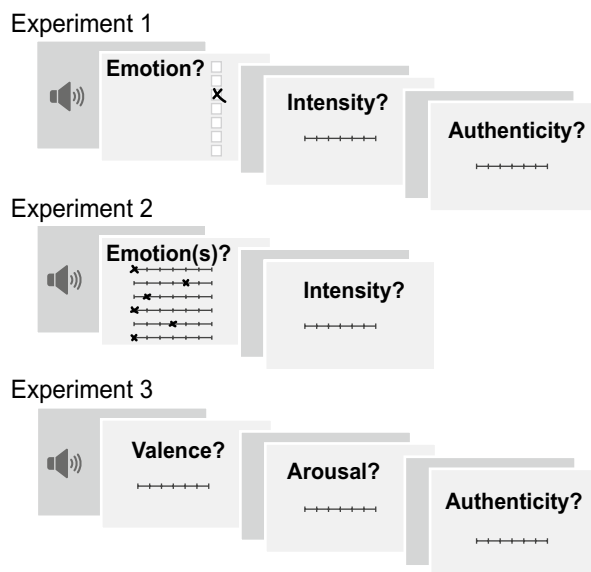 Experiment 1
Emotion?
Intensity?
Authenticity?
Experiment 2
Emotion(s)?
Intensity?
Experiment 3
Valence?
Arousal?
Authenticity?